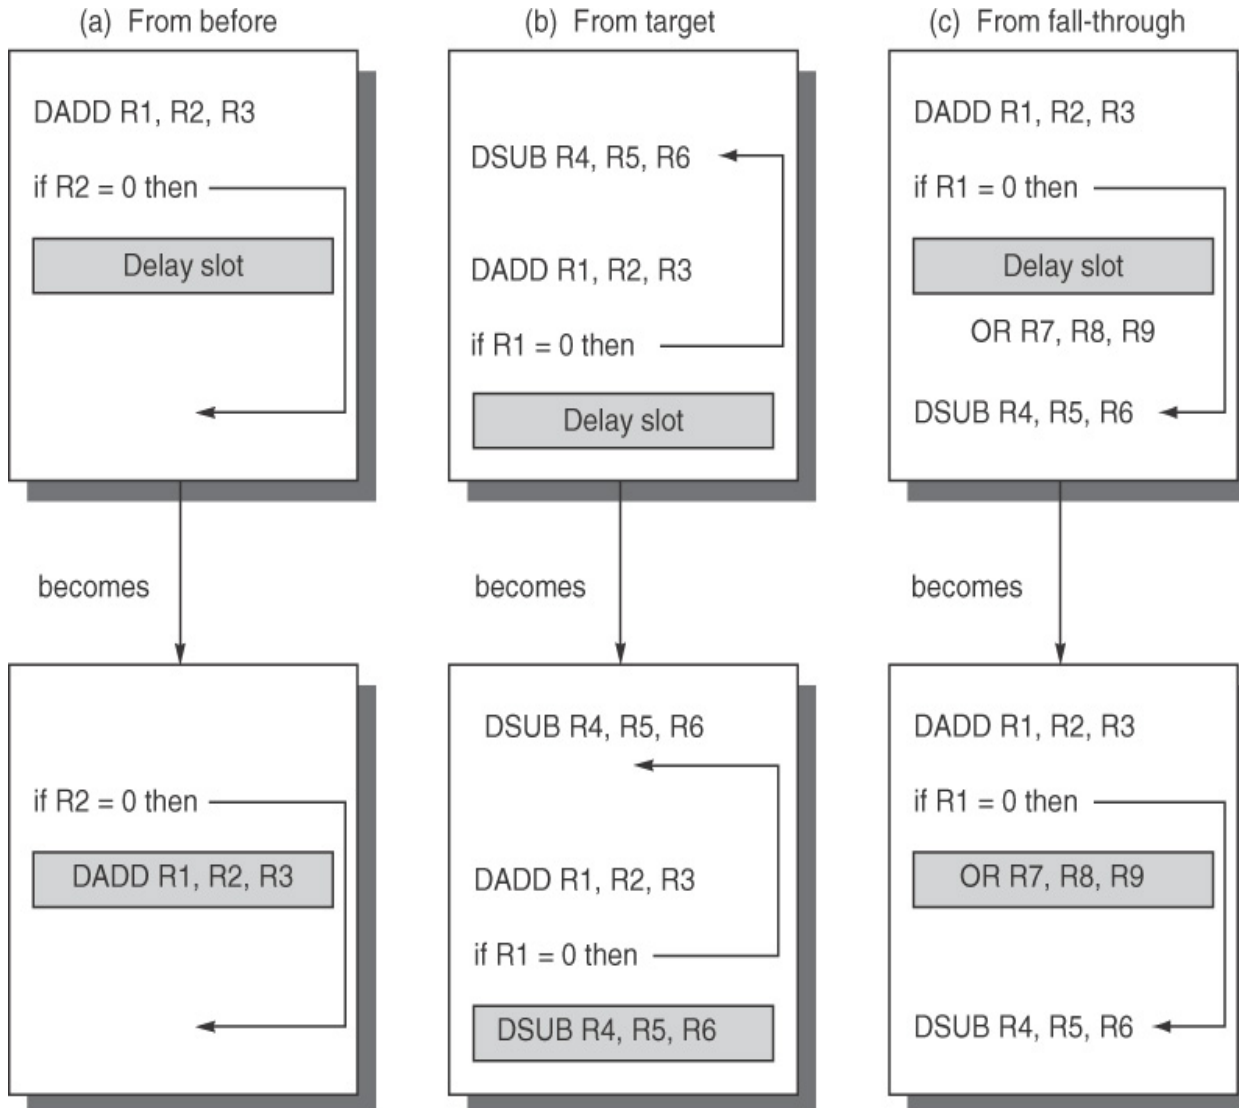 (a) From before
DADD R1, R2, R3
if R2 = 0 then
Delay slot
becomes
if R2 = 0 then
DADD R1, R2, R3
(b) From target
DSUB R4, R5, R6
DADD R1, R2, R3
if R1 = 0 then
Delay slot
becomes
DSUB R4, R5, R6
DADD R1, R2, R3
if R1 = 0 then
DSUB R4, R5, R6
(c) From fall-through
DADD R1, R2, R3
if R1 = 0 then
Delay slot
OR R7, R8, R9
DSUB R4, R5, R6
becomes
DADD R1, R2, R3
if R1 = 0 then
OR R7, R8, R9
DSUB R4, R5, R6